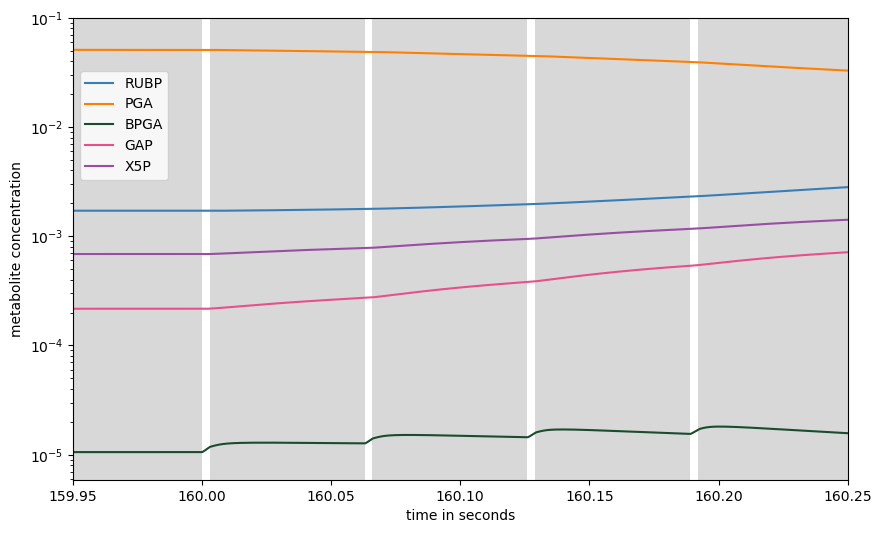 10⁻¹
10⁻²
10⁻³
10⁻⁴
10⁻⁵
metabolite concentration
RUBP
PGA
BPGA
GAP
X5P
159.95 160.00 160.05 160.10 160.15 160.20 160.25
time in seconds